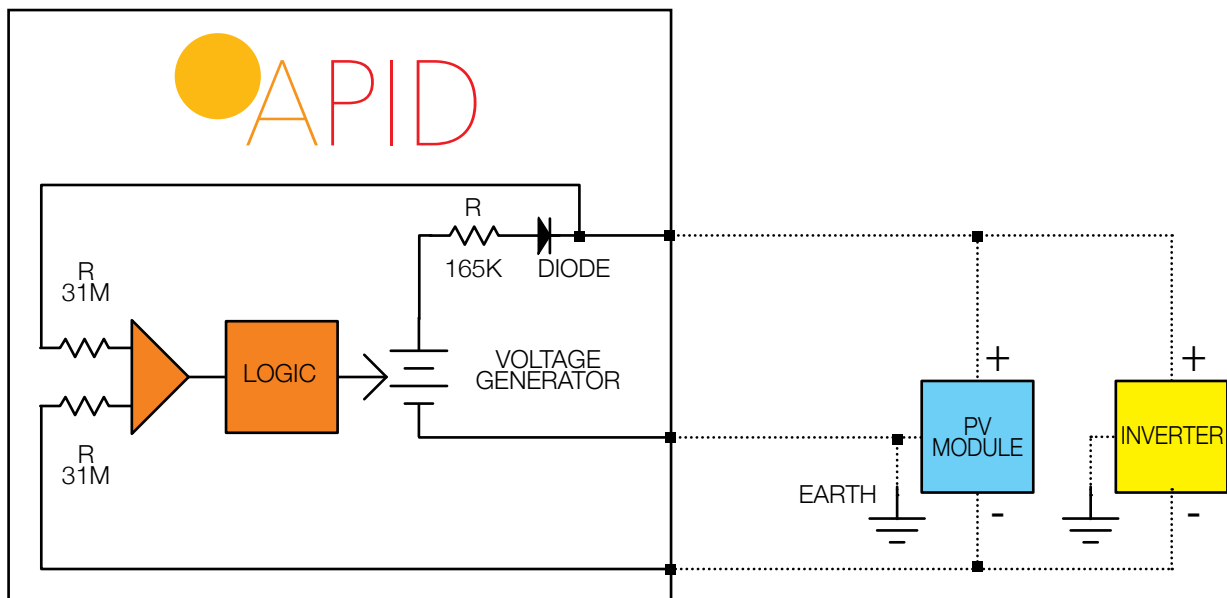 APID
R
165K
DIODE
R
31M
LOGIC
VOLTAGE
GENERATOR
R
31M
+
+
PV
MODULE
INVERTER
EARTH
-
-